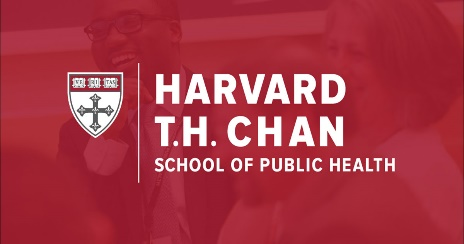 HARVARD
T.H. CHAN
SCHOOL OF PUBLIC HEALTH